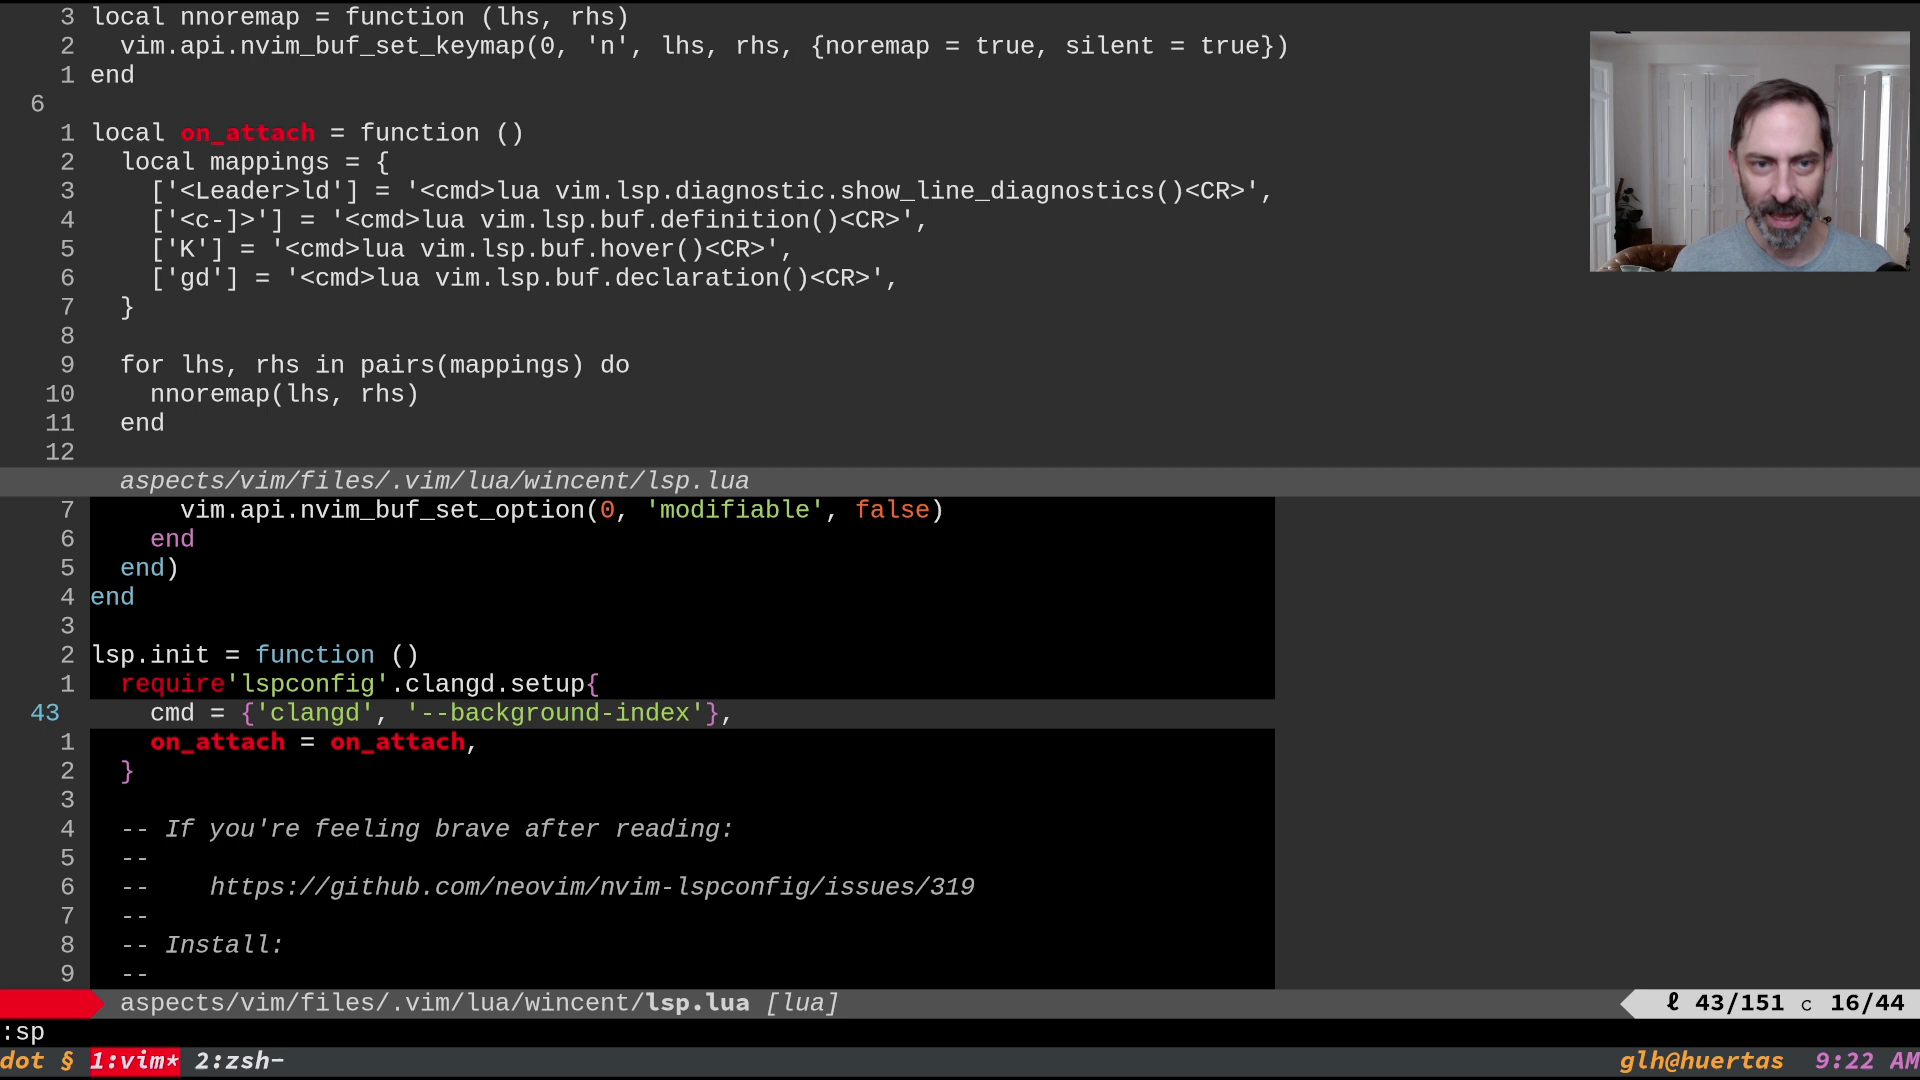 3 local nnoremap = function (lhs, rhs)
2   vim.api.nvim_buf_set_keymap(0, 'n', lhs, rhs, {noremap = true, silent = true})
1 end
6
1 local on_attach = function ()
2   local mappings = {
3     ['<Leader>ld'] = '<cmd>lua vim.lsp.diagnostic.show_line_diagnostics()<CR>',
4     ['<c-]>'] = '<cmd>lua vim.lsp.buf.definition()<CR>',
5     ['K'] = '<cmd>lua vim.lsp.buf.hover()<CR>',
6     ['gd'] = '<cmd>lua vim.lsp.buf.declaration()<CR>',
7   }
8
9   for lhs, rhs in pairs(mappings) do
10     nnoremap(lhs, rhs)
11   end
12
aspects/vim/files/.vim/lua/wincent/lsp.lua
7       vim.api.nvim_buf_set_option(0, 'modifiable', false)
6     end
5   end)
4 end
3
2 lsp.init = function ()
1   require'lspconfig'.clangd.setup{
43     cmd = {'clangd', '--background-index'},
1     on_attach = on_attach,
2   }
3
4   -- If you're feeling brave after reading:
5   --
6   --    https://github.com/neovim/nvim-lspconfig/issues/319
7   --
8   -- Install:
9   --
aspects/vim/files/.vim/lua/wincent/lsp.lua [lua] ℓ 43/151 c 16/44
:sp
dot § 1:vim* 2:zsh- glh@huertas 9:22 AM